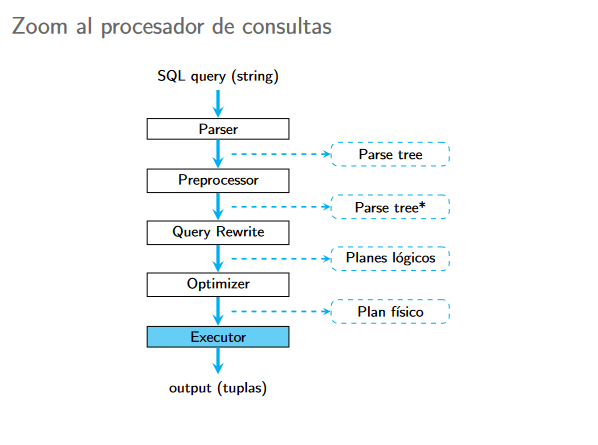 Zoom al procesador de consultas
SQL query (string)
Parser
Parse tree
Preprocessor
Parse tree*
Query Rewrite
Planes lógicos
Optimizer
Plan físico
Executor
output (tuplas)